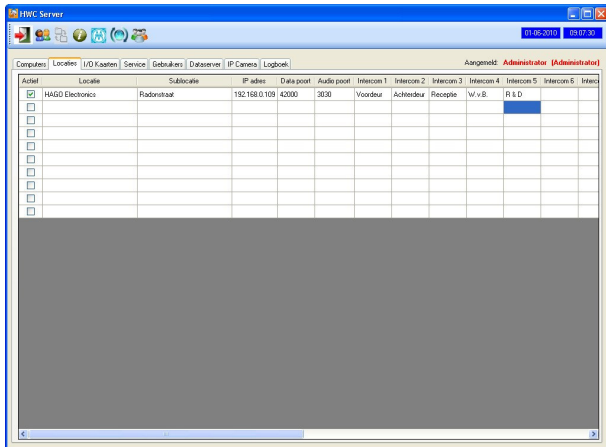 HWC Server
01-06-2010 09:07:30
Computers Locaties I/O Kaarten Service Gebruikers Dataserver IP Camera Logboek Aangemeld: Administrator (Administrator)
Actief Locatie Sublocatie IP adres Data poort Audio poort Intercom 1 Intercom 2 Intercom 3 Intercom 4 Intercom 5 Intercom 6 Interco
HAGO Electronics Radonstraat 192.168.0.109 42000 3030 Voordeur Achterdeur Receptie W.v.B. R & D